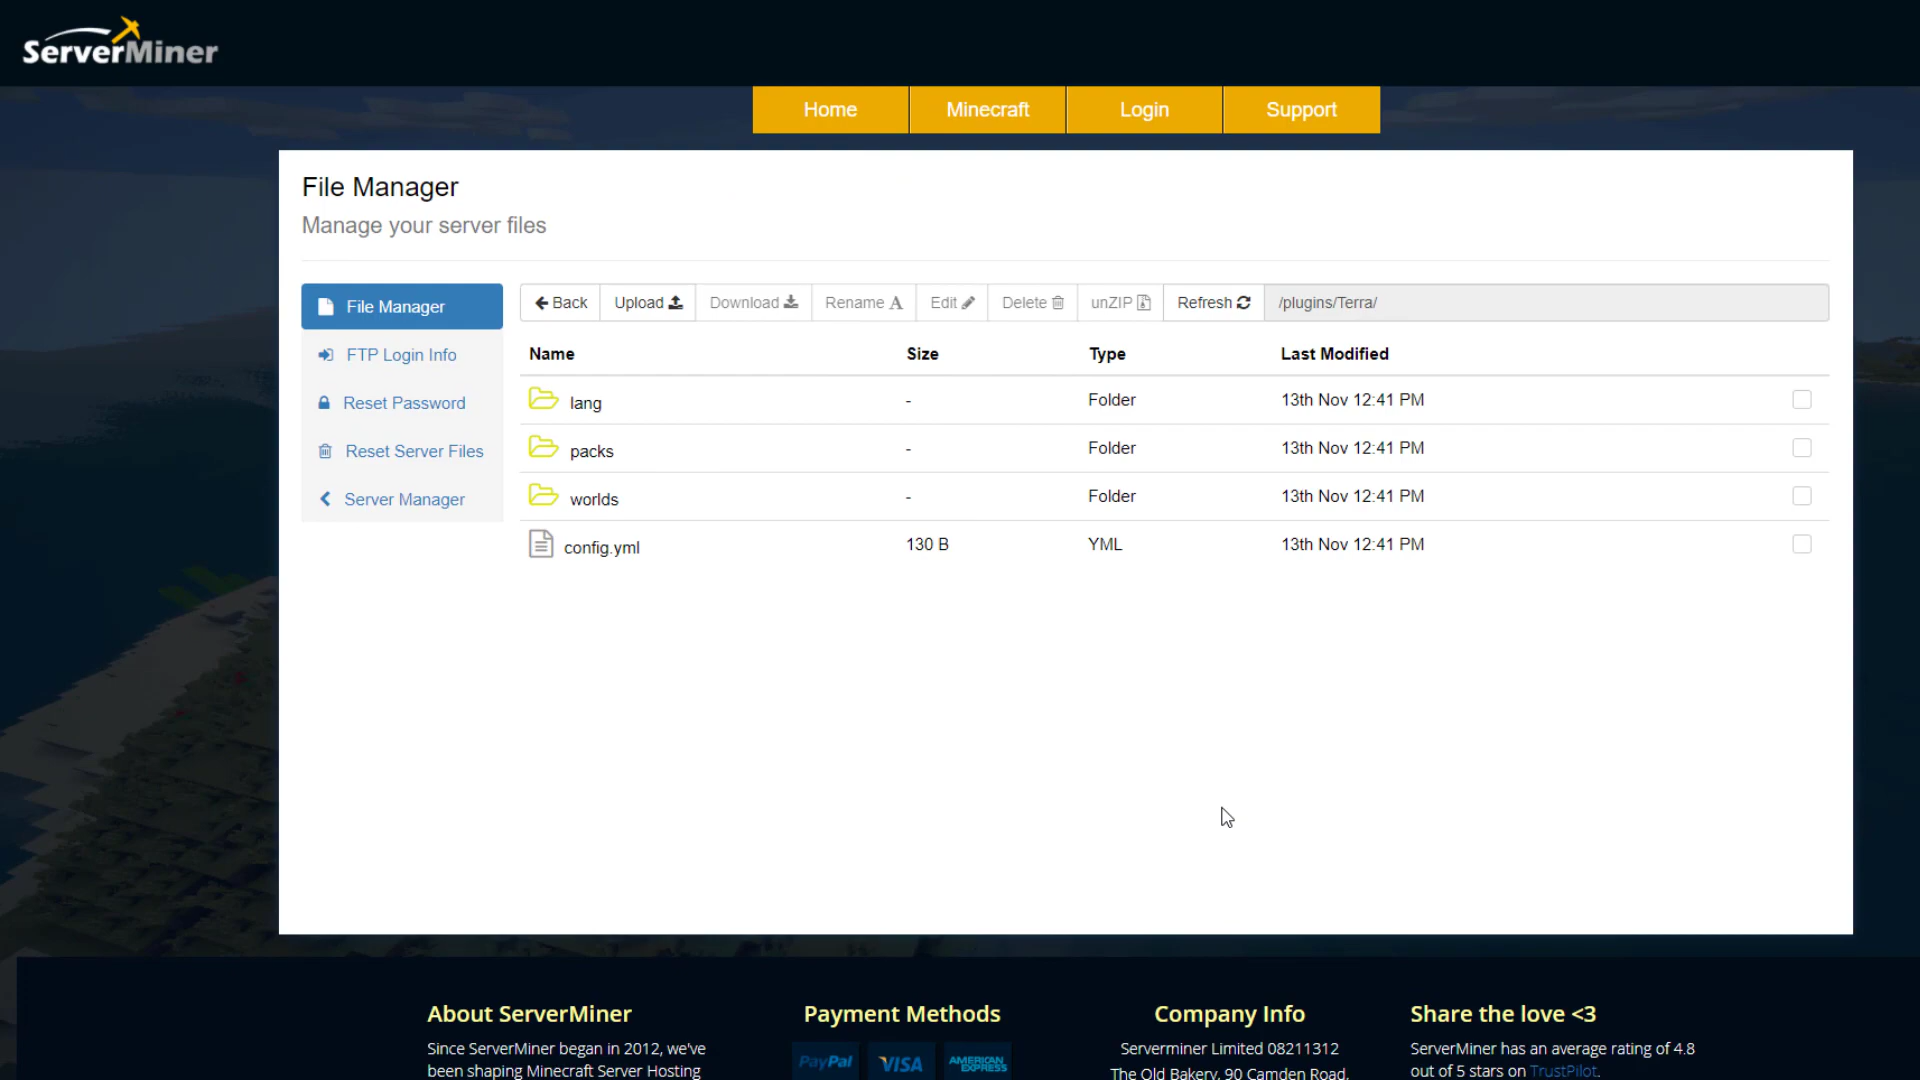 ServerMiner
Home Minecraft Login Support
File Manager
Manage your server files
File Manager
FTP Login Info
Reset Password
Reset Server Files
Server Manager
Back Upload Download Rename Edit Delete unZIP Refresh /plugins/Terra/
Name Size Type Last Modified
lang - Folder 13th Nov 12:41 PM
packs - Folder 13th Nov 12:41 PM
worlds - Folder 13th Nov 12:41 PM
config.yml 130 B YML 13th Nov 12:41 PM
About ServerMiner
Since ServerMiner began in 2012, we've
been shaping Minecraft Server Hosting
Payment Methods
PayPal VISA AMERICAN EXPRESS
Company Info
Serverminer Limited 08211312
The Old Bakery, 90 Camden Road,
Share the love <3
ServerMiner has an average rating of 4.8
out of 5 stars on TrustPilot.